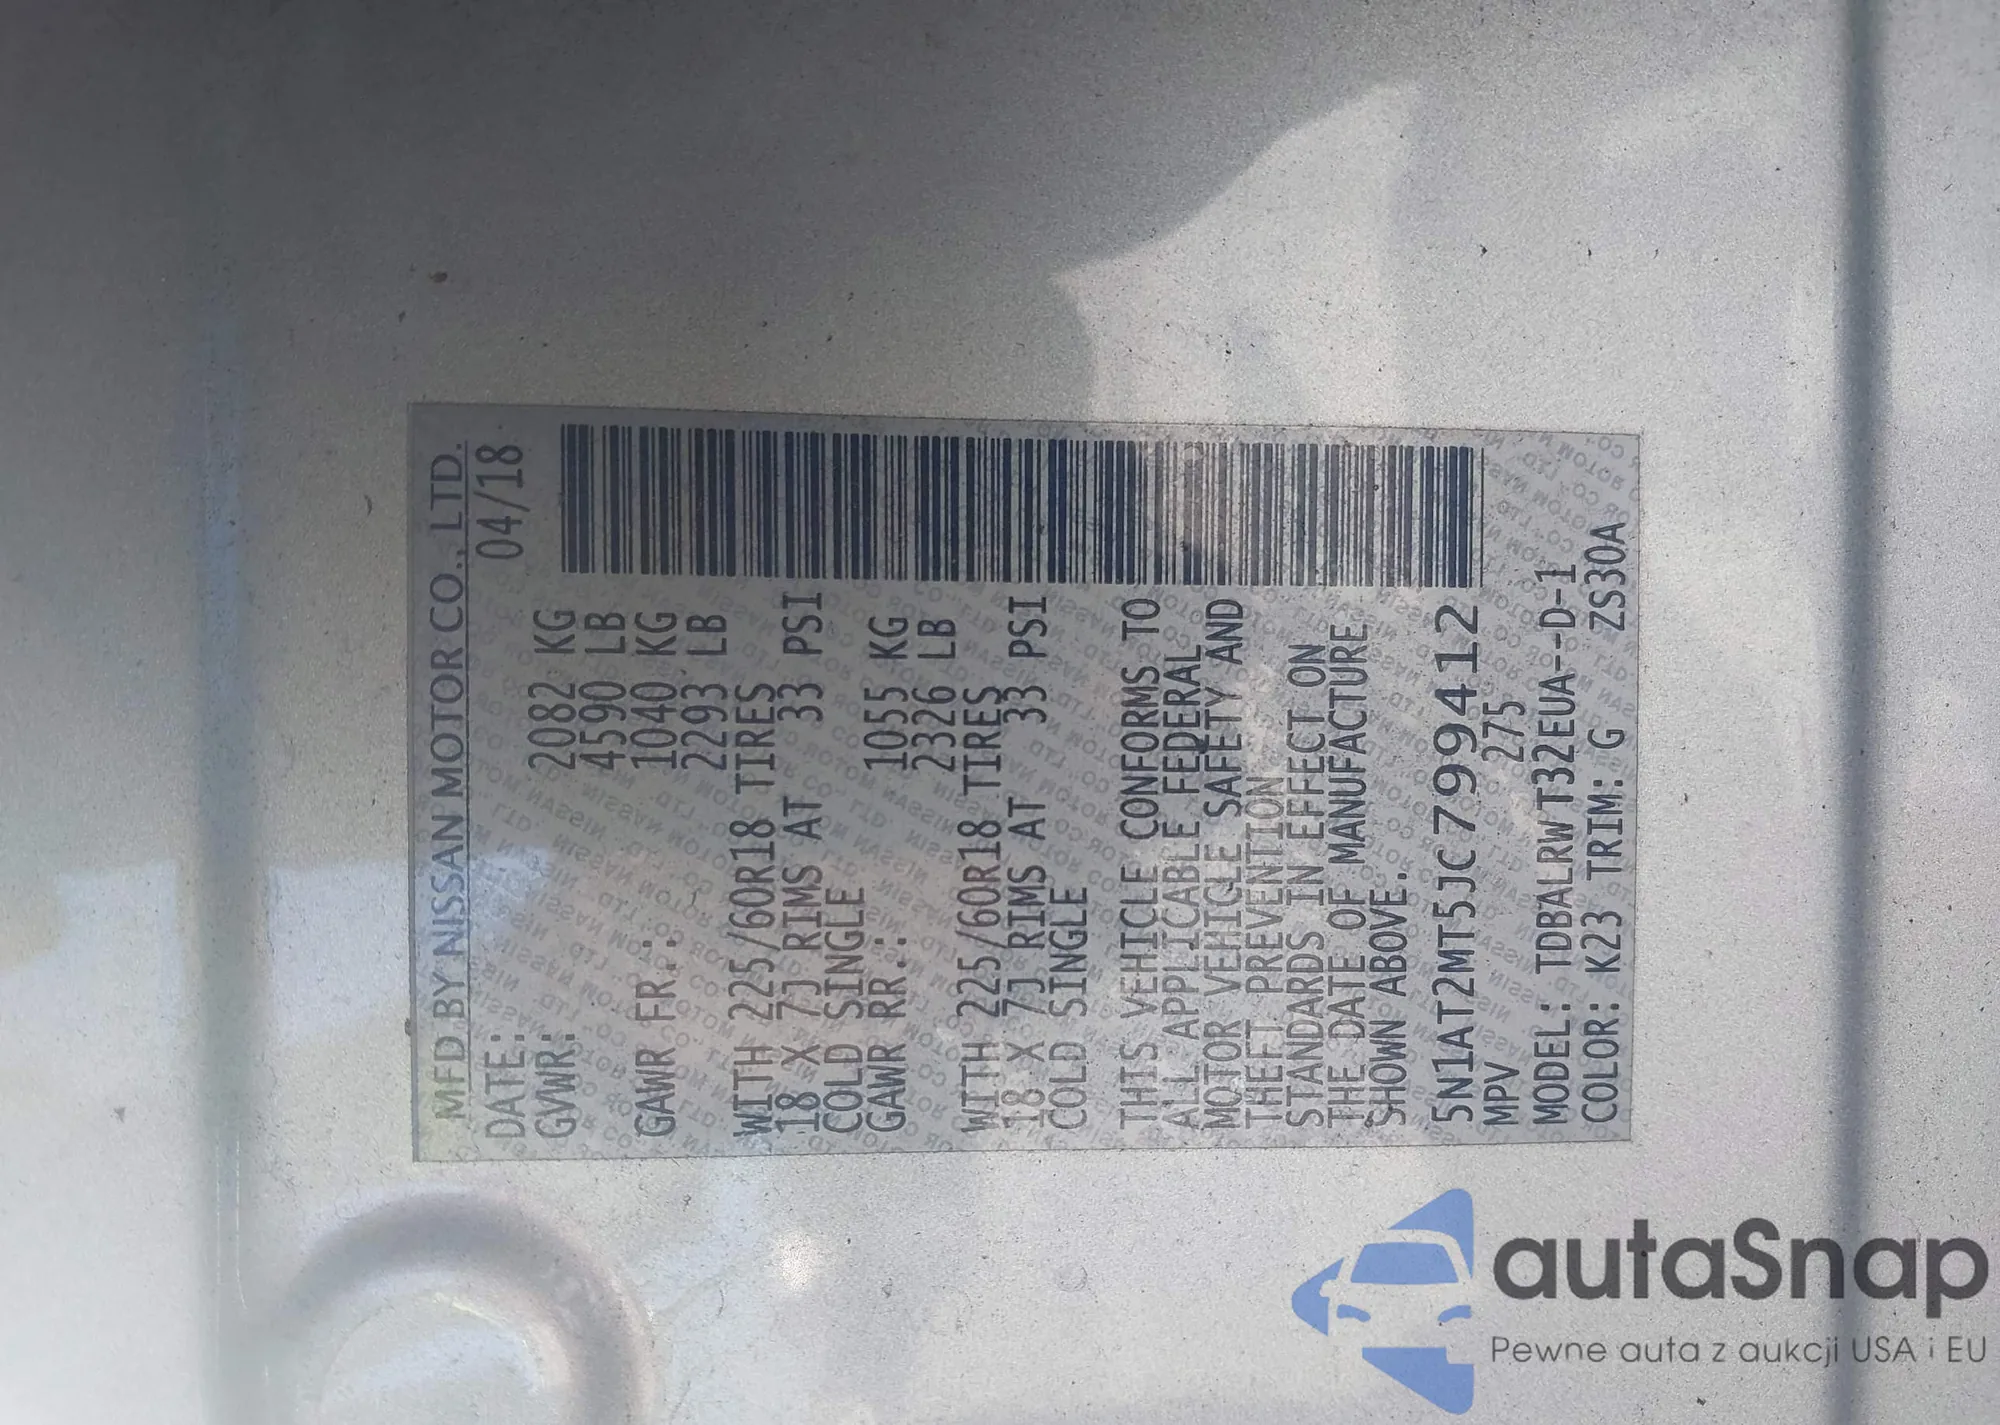 MFD BY NISSAN MOTOR CO., LTD.
DATE: 04/18
GVWR: 2082 KG
4590 LB
GAWR FR.: 1040 KG
2293 LB
WITH 225/60R18 TIRES
18 X 7J RIMS AT 33 PSI
COLD SINGLE
GAWR RR.: 1055 KG
2326 LB
WITH 225/60R18 TIRES
18 X 7J RIMS AT 33 PSI
COLD SINGLE
THIS VEHICLE CONFORMS TO
ALL APPLICABLE FEDERAL
MOTOR VEHICLE SAFETY AND
THEFT PREVENTION
STANDARDS IN EFFECT ON
THE DATE OF MANUFACTURE
SHOWN ABOVE.
5N1AT2MT5JC799412
MPV 275
MODEL: TDBALRWT32EUA--D-1
COLOR: K23 TRIM: G ZS30A
autaSnap
Pewne auta z aukcji USA i EU